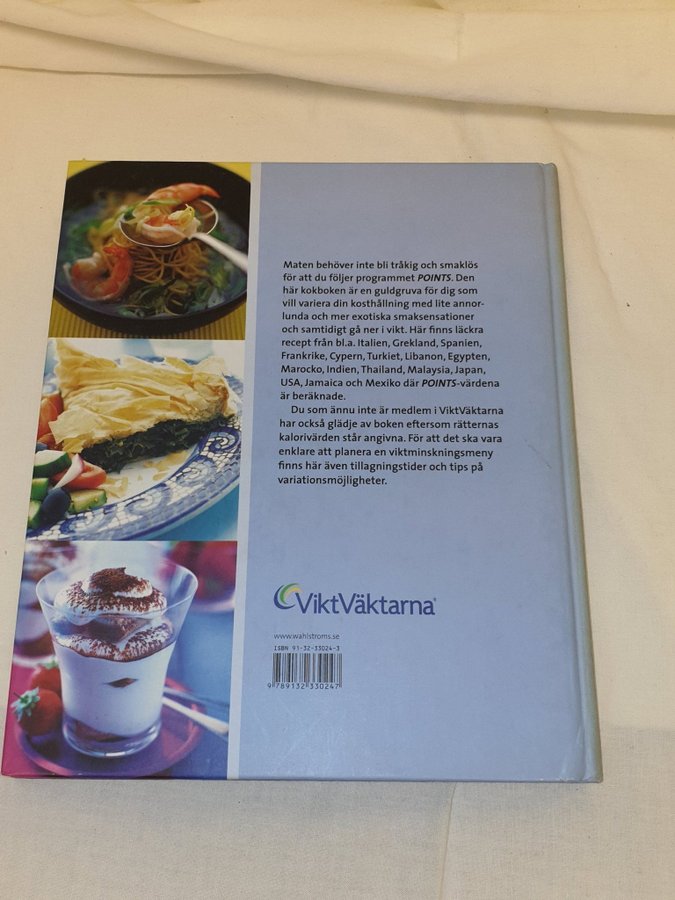 Maten behöver inte bli tråkig och smaklös
för att du följer programmet POINTS. Den
här kokboken är en guldgruva för dig som
vill variera din kosthållning med lite annor-
lunda och mer exotiska smaksensationer
och samtidigt gå ner i vikt. Här finns läckra
recept från bl.a. Italien, Grekland, Spanien,
Frankrike, Cypern, Turkiet, Libanon, Egypten,
Marocko, Indien, Thailand, Malaysia, Japan,
USA, Jamaica och Mexiko där POINTS-värdena
är beräknade.
Du som ännu inte är medlem i ViktVäktarna
har också glädje av boken eftersom rätternas
kalorivärden står angivna. För att det ska vara
enklare att planera en viktminskningsmeny
finns här även tillagningstider och tips på
variationsmöjligheter.
ViktVäktarna®
www.wahlstroms.se
ISBN 91-32-33024-3
9 789132 330247